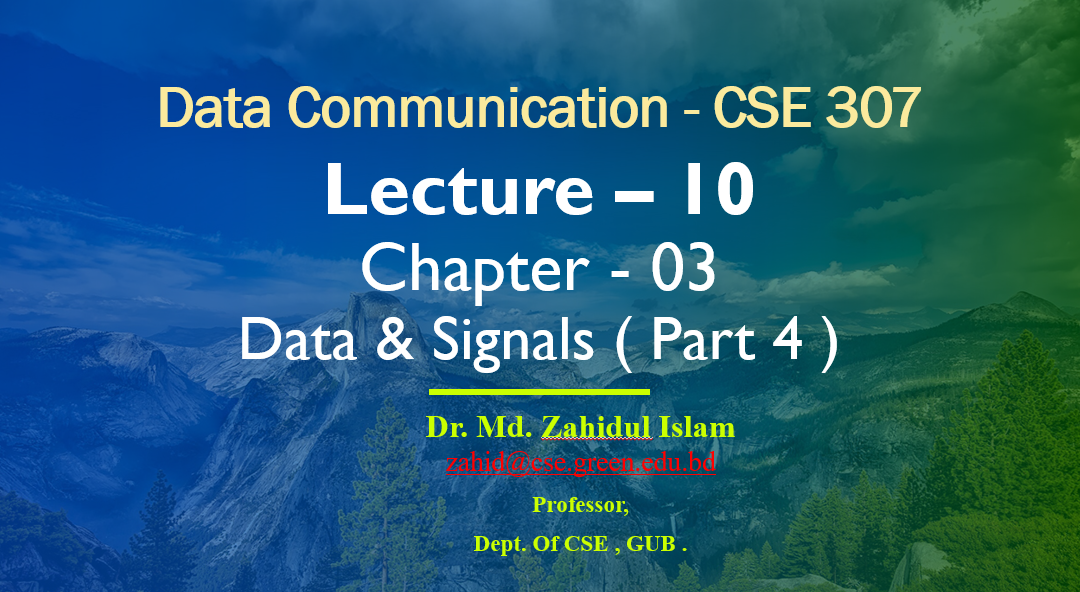 Data Communication - CSE 307
Lecture – 10
Chapter - 03
Data & Signals ( Part 4 )
Dr. Md. Zahidul Islam
zahid@cse.green.edu.bd
Professor,
Dept. Of CSE , GUB .